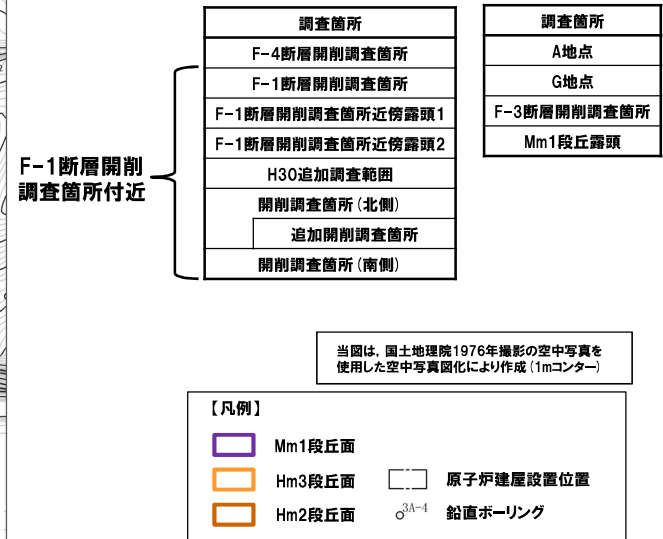 調査箇所
F-4断層開削調査箇所
F-1断層開削調査箇所
F-1断層開削調査箇所近傍露頭1
F-1断層開削調査箇所近傍露頭2
H30追加調査範囲
開削調査箇所(北側)
追加開削調査箇所
開削調査箇所(南側)
F-1断層開削
調査箇所付近
調査箇所
A地点
G地点
F-3断層開削調査箇所
Mm1段丘露頭
当図は, 国土地理院1976年撮影の空中写真を
使用した空中写真図化により作成(1mコンター)
【凡例】
Mm1段丘面
Hm3段丘面
原子炉建屋設置位置
Hm2段丘面
3A-4 鉛直ボーリング